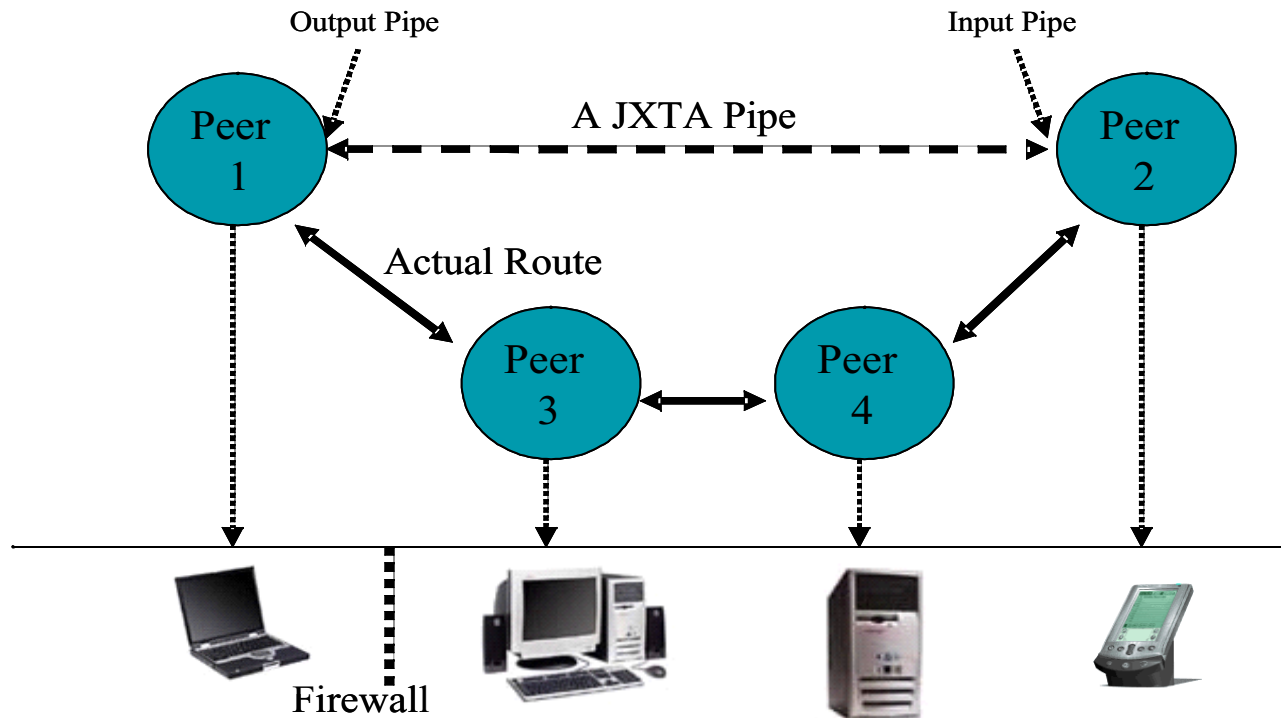 Output Pipe
Input Pipe
A JXTA Pipe
Peer
1
Peer
2
Actual Route
Peer
3
Peer
4
Firewall